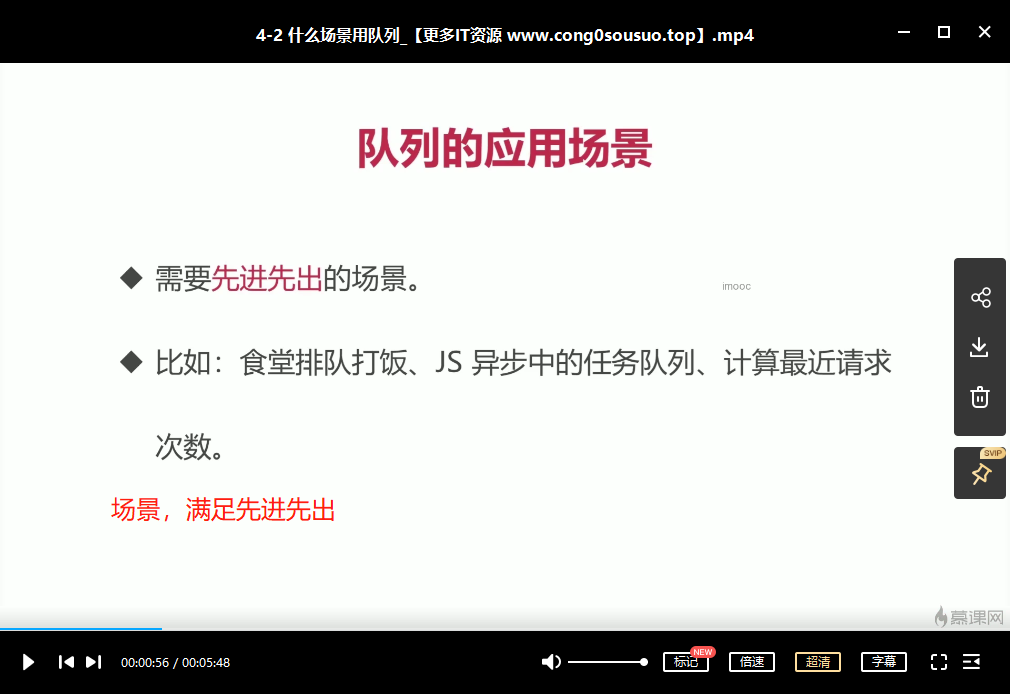 4-2 什么场景用队列_【更多IT资源 www.cong0sousuo.top】.mp4
队列的应用场景
◆ 需要先进先出的场景。
imooc
◆ 比如：食堂排队打饭、JS 异步中的任务队列、计算最近请求
次数。
SVIP
场景，满足先进先出
慕课网
00:00:56 / 00:05:48
标记
NEW
倍速
超清
字幕